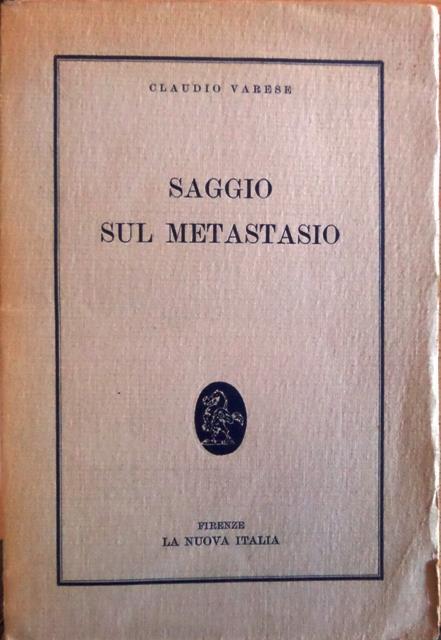 CLAUDIO VARESE
SAGGIO
SUL METASTASIO
FIRENZE
LA NUOVA ITALIA